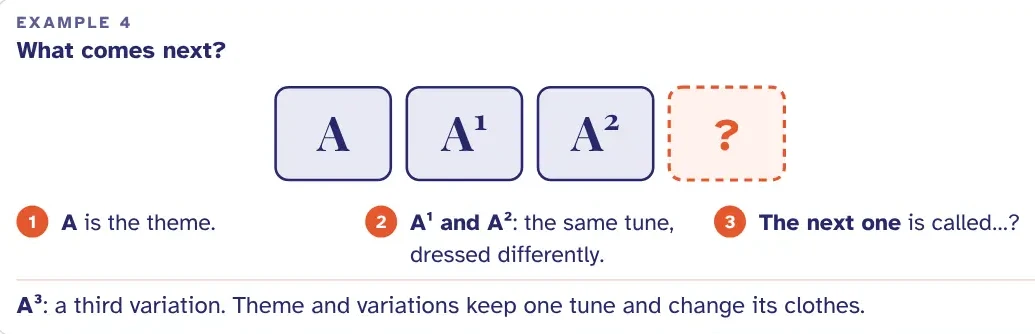 EXAMPLE 4
What comes next?
A A¹ A² ?
1 A is the theme.
2 A¹ and A²: the same tune,
dressed differently.
3 The next one is called...?
A³: a third variation. Theme and variations keep one tune and change its clothes.